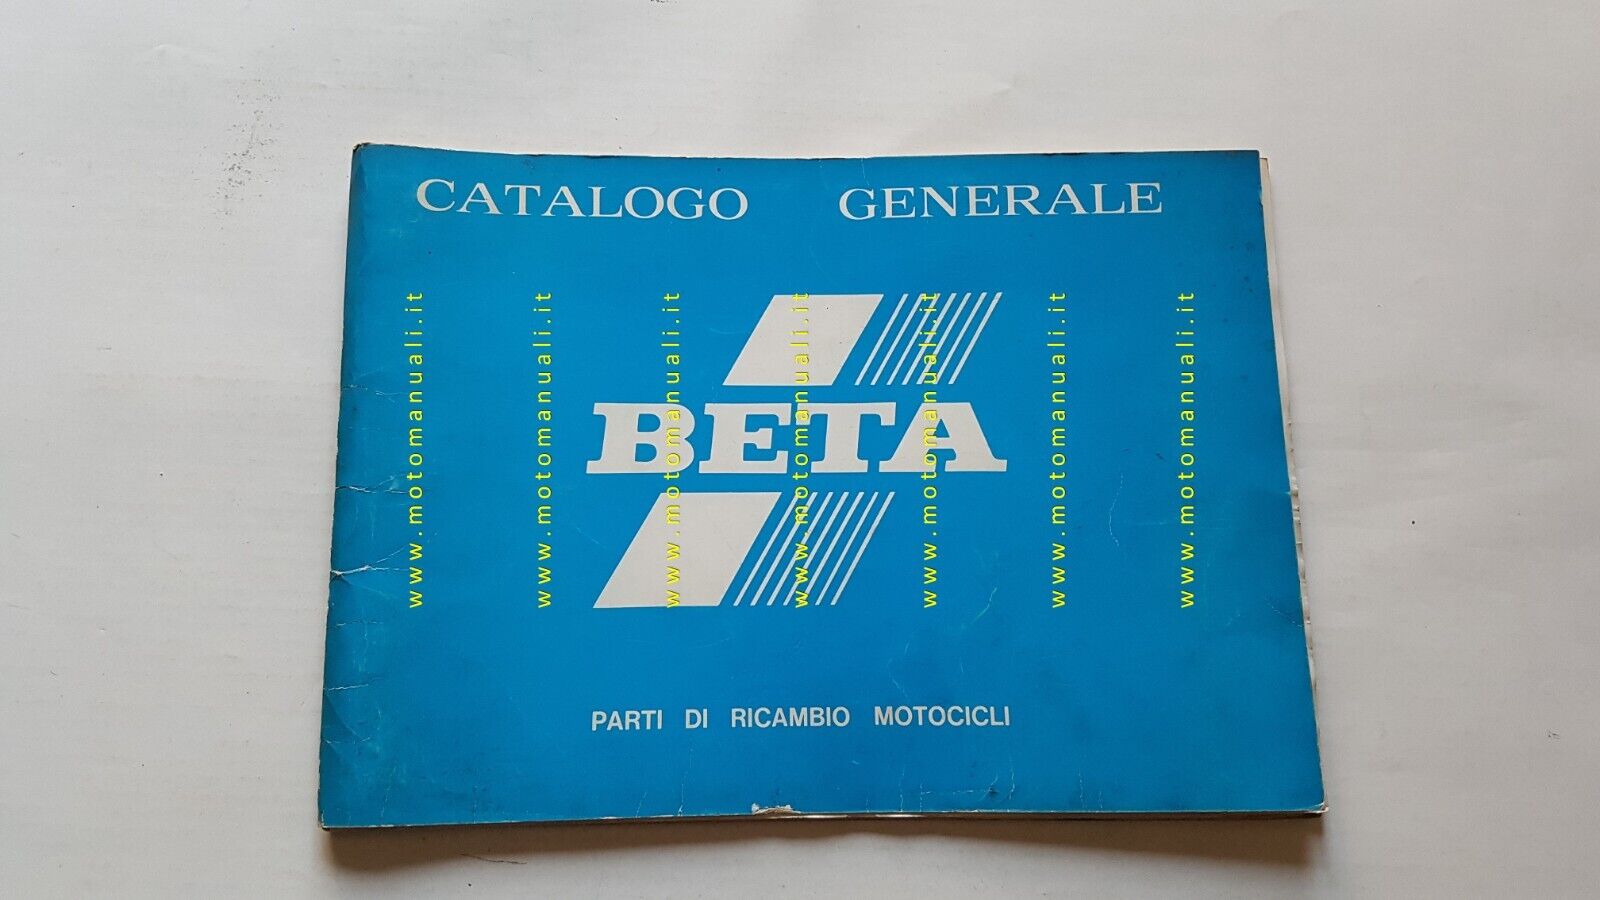 CATALOGO GENERALE
www.motomanuali.it www.motomanuali.it www.motomanuali.it www.motomanuali.it www.motomanuali.it www.motomanuali.it www.motomanuali.it
BETA
PARTI DI RICAMBIO MOTOCICLI